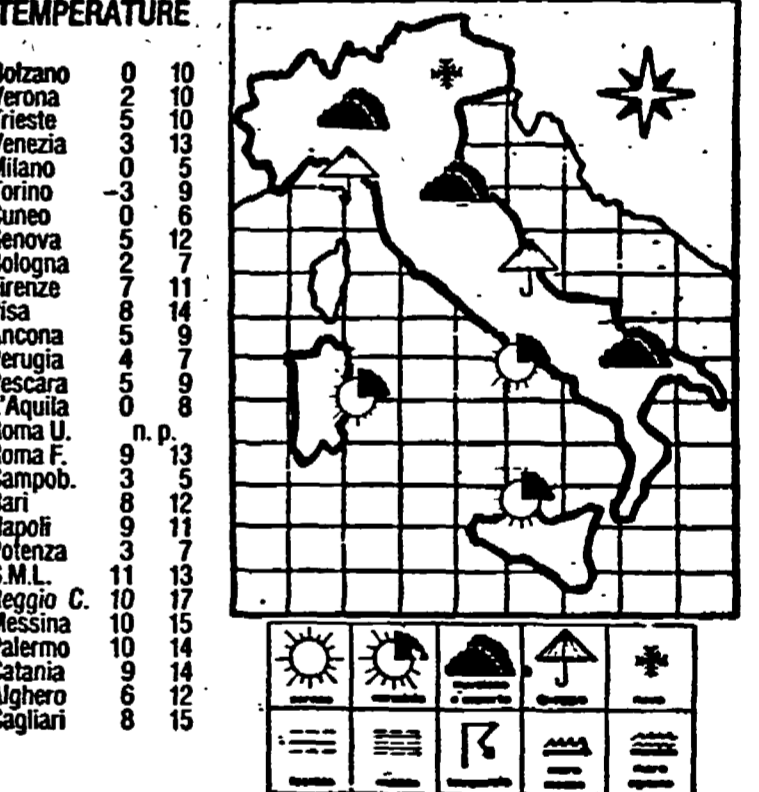 TEMPERATURE
Bolzano 0 10
Verona 2 10
Trieste 5 10
Venezia 3 13
Milano 0 5
Torino -3 9
Cuneo 0 6
Genova 5 12
Bologna 2 7
Firenze 7 11
Pisa 8 14
Ancona 5 9
Perugia 4 7
Pescara 5 9
L'Aquila 0 8
Roma U. n. p.
Roma F. 9 13
Campob. 3 5
Bari 8 12
Napoli 9 11
Potenza 3 7
S.M.L. 11 13
Reggio C. 10 17
Messina 10 15
Palermo 10 14
Catania 9 14
Alghero 6 12
Cagliari 8 15